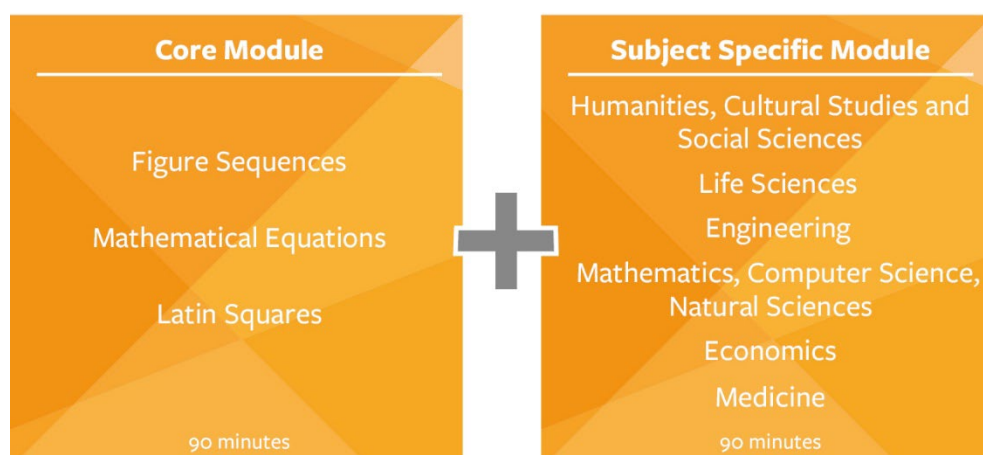 Core Module
Figure Sequences
Mathematical Equations
Latin Squares
90 minutes
Subject Specific Module
Humanities, Cultural Studies and
Social Sciences
Life Sciences
Engineering
Mathematics, Computer Science,
Natural Sciences
Economics
Medicine
90 minutes